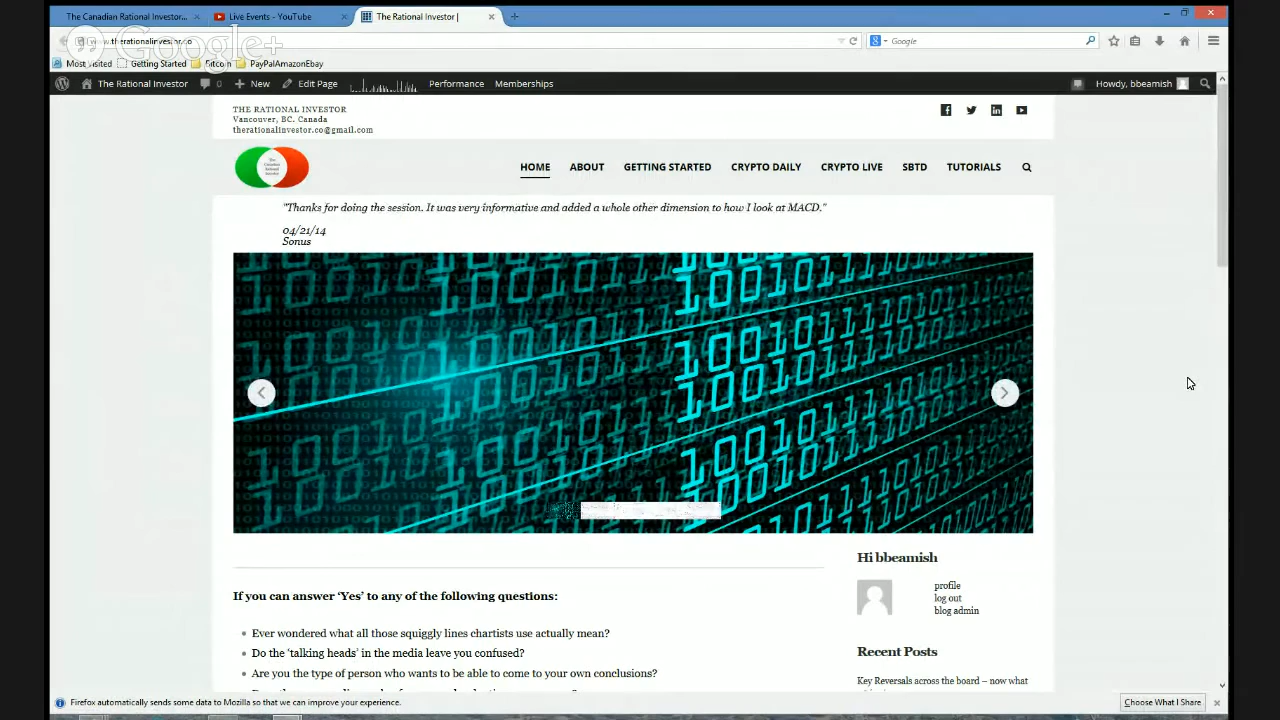 The Canadian Rational Investor...
Live Events - YouTube
The Rational Investor |
www.therationalinvestor.co
Google+
Google
Most Visited
Getting Started
Bitcoin
PayPalAmazonEbay
The Rational Investor
0
New
Edit Page
Performance
Memberships
Howdy, bbeamish
THE RATIONAL INVESTOR
Vancouver, BC. Canada
therationalinvestor.co@gmail.com
HOME
ABOUT
GETTING STARTED
CRYPTO DAILY
CRYPTO LIVE
SBTD
TUTORIALS
The
Canadian
Rational
Investor
"Thanks for doing the session. It was very informative and added a whole other dimension to how I look at MACD."
04/21/14
Sonus
If you can answer ‘Yes’ to any of the following questions:
Ever wondered what all those squiggly lines chartists use actually mean?
Do the ‘talking heads’ in the media leave you confused?
Are you the type of person who wants to be able to come to your own conclusions?
Hi bbeamish
profile
log out
blog admin
Recent Posts
Key Reversals across the board – now what
Firefox automatically sends some data to Mozilla so that we can improve your experience.
Choose What I Share